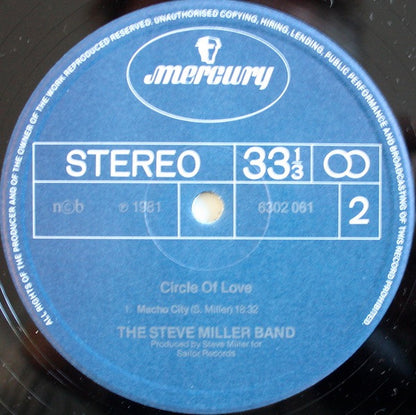 ALL RIGHTS OF THE PRODUCER AND OF THE OWNER OF THE WORK REPRODUCED RESERVED. UNAUTHORISED COPYING, HIRING, LENDING, PUBLIC PERFORMANCE AND BROADCASTING OF THIS RECORD PROHIBITED.
mercury
STEREO 33 1/3
n©b ℗ 1981 6302 061 2
Circle Of Love
1. Macho City (S. Miller) 16:32
THE STEVE MILLER BAND
Produced by Steve Miller for
Sailor Records